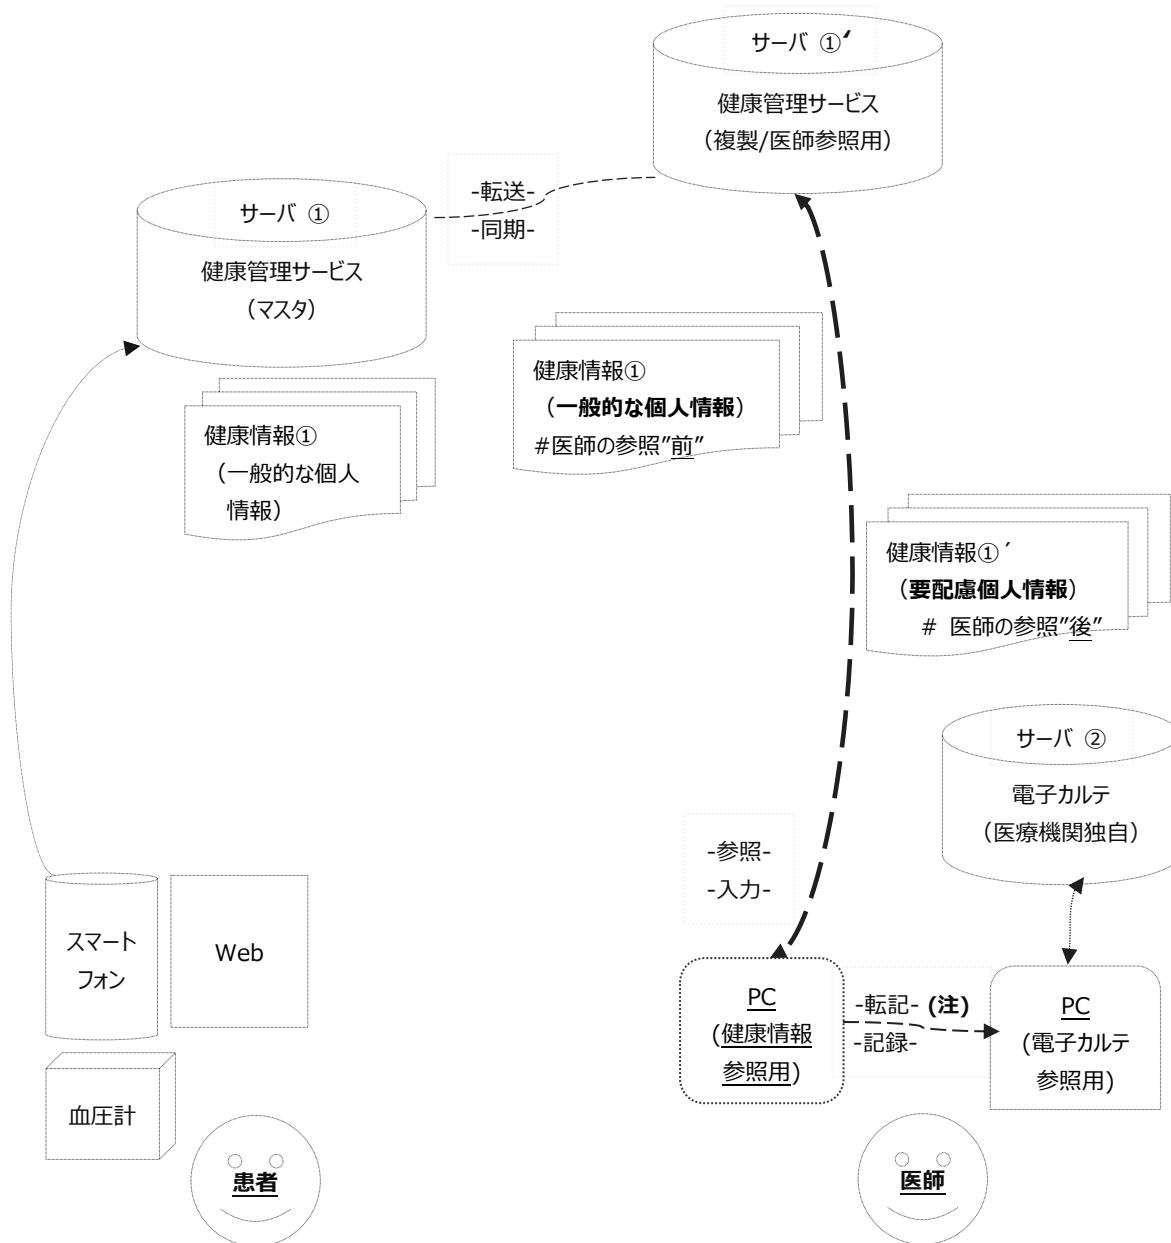 サーバ ①′
健康管理サービス
（複製/医師参照用）
-転送-
-同期-
サーバ ①
健康管理サービス
（マスタ）
健康情報①
（一般的な個人情報）
#医師の参照”前”
健康情報①
（一般的な個人
情報）
健康情報①′
（要配慮個人情報）
# 医師の参照”後”
サーバ ②
電子カルテ
（医療機関独自）
-参照-
-入力-
スマート
フォン
Web
PC
(健康情報
参照用)
-転記- (注)
-記録-
PC
(電子カルテ
参照用)
血圧計
患者
医師